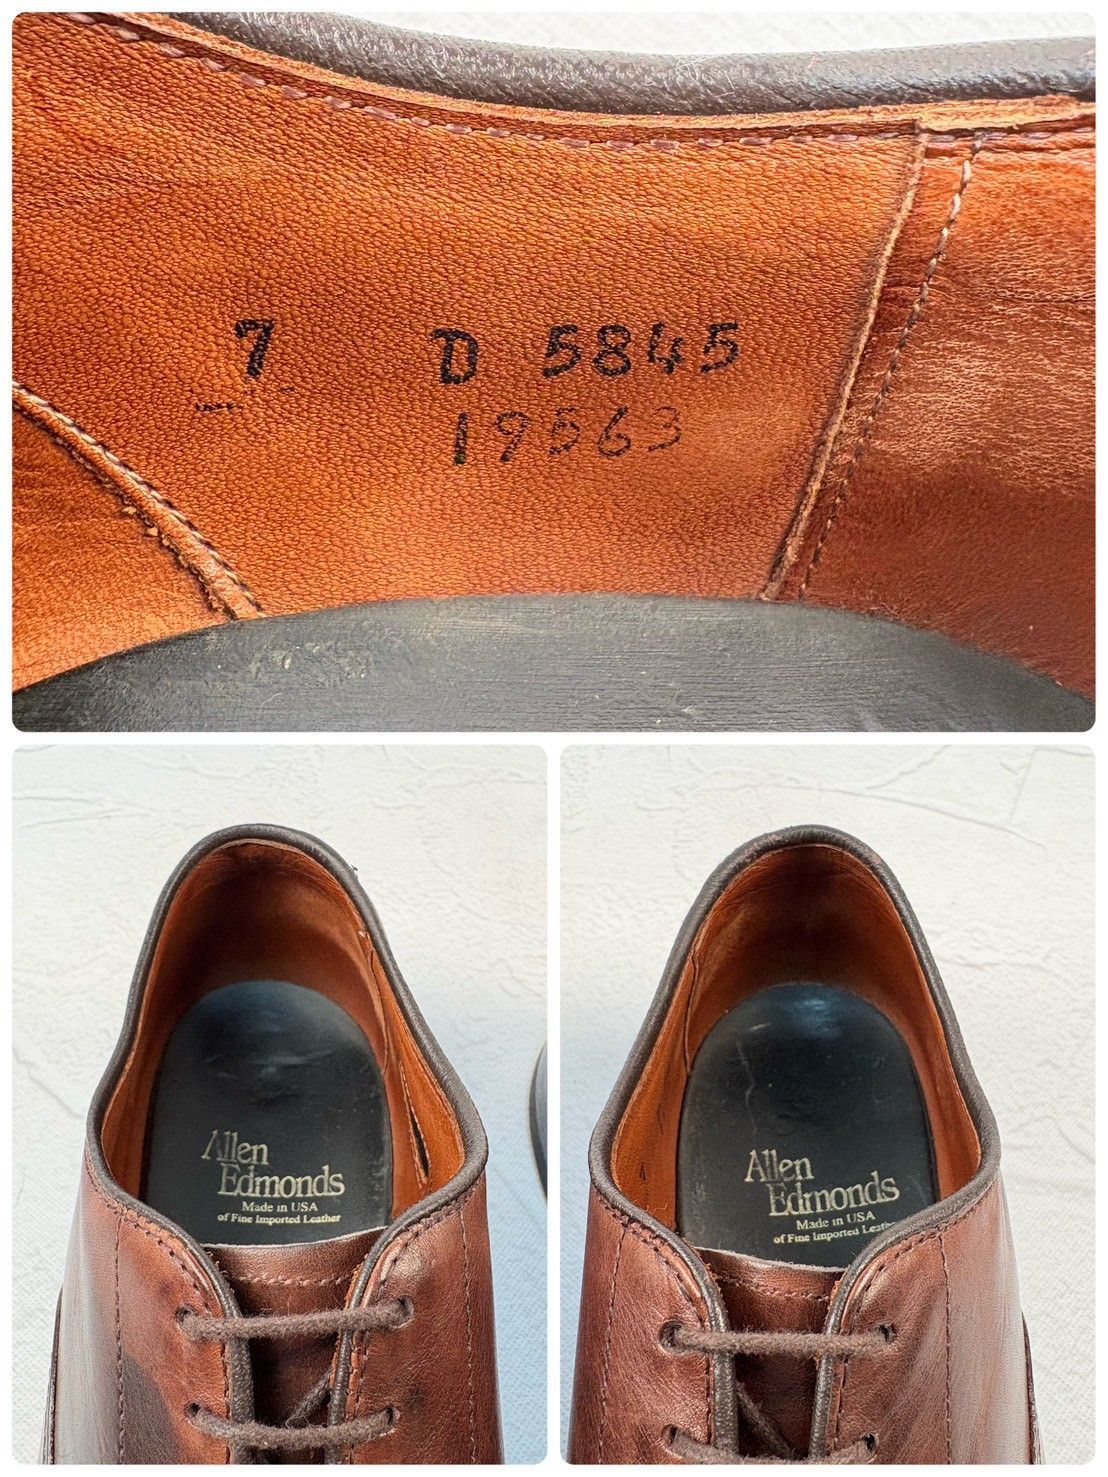 7 D 5845
19563
Allen
Edmonds
Made in USA
of Fine Imported Leather
Allen
Edmonds
Made in USA
of Fine Imported